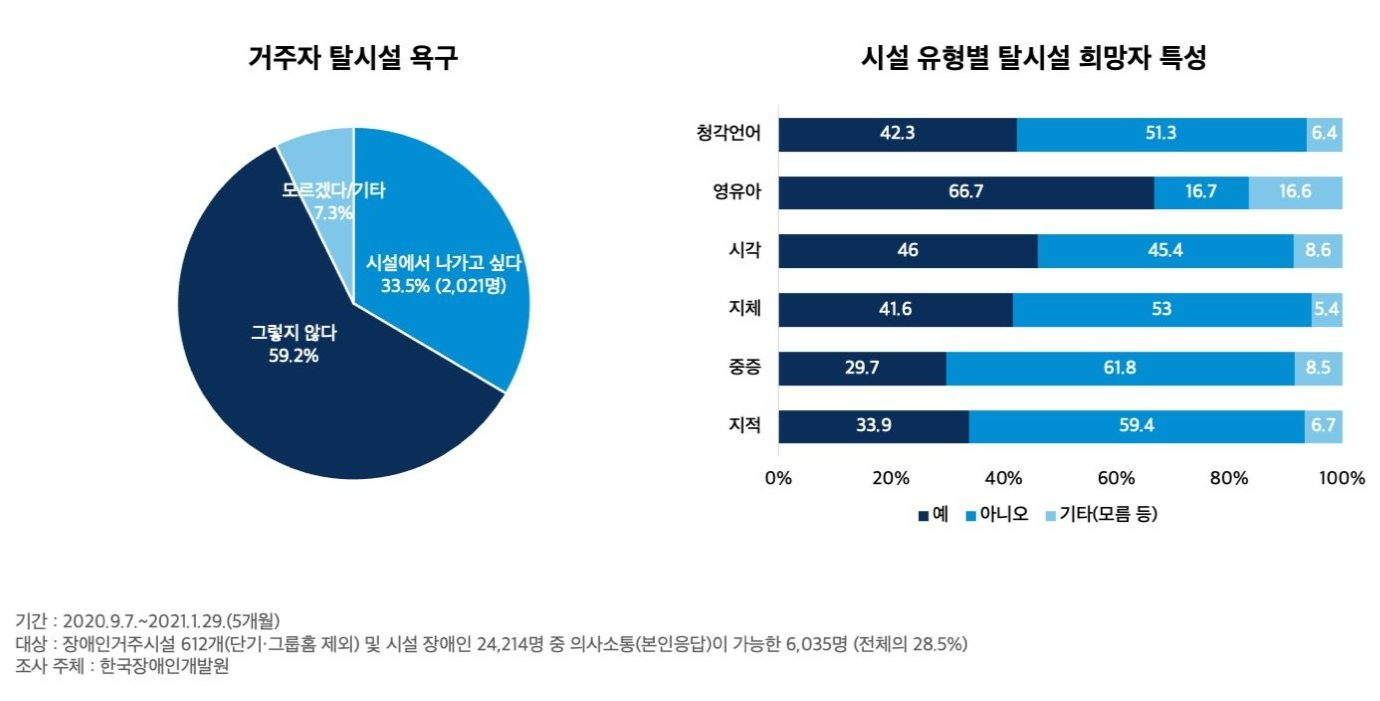 거주자 탈시설 욕구
모르겠다/기타
7.3%
시설에서 나가고 싶다
33.5% (2,021명)
그렇지 않다
59.2%
시설 유형별 탈시설 희망자 특성
청각언어 42.3 51.3 6.4
영유아 66.7 16.7 16.6
시각 46 45.4 8.6
지체 41.6 53 5.4
중증 29.7 61.8 8.5
지적 33.9 59.4 6.7
0% 20% 40% 60% 80% 100%
예 아니오 기타(모름 등)
기간 : 2020.9.7.~2021.1.29.(5개월)
대상 : 장애인거주시설 612개(단기·그룹홈 제외) 및 시설 장애인 24,214명 중 의사소통(본인응답)이 가능한 6,035명 (전체의 28.5%)
조사 주체 : 한국장애인개발원